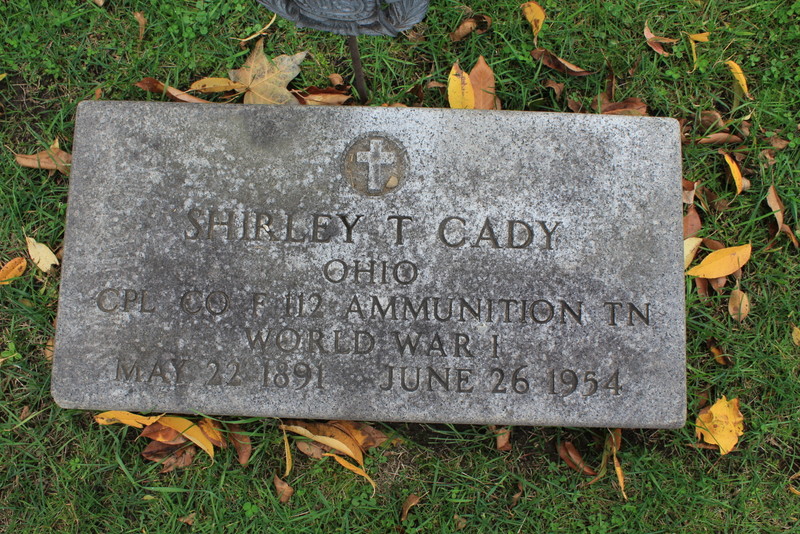 SHIRLEY T CADY
OHIO
CPL CO F 112 AMMUNITION TN
WORLD WAR I
MAY 22 1891 JUNE 26 1954